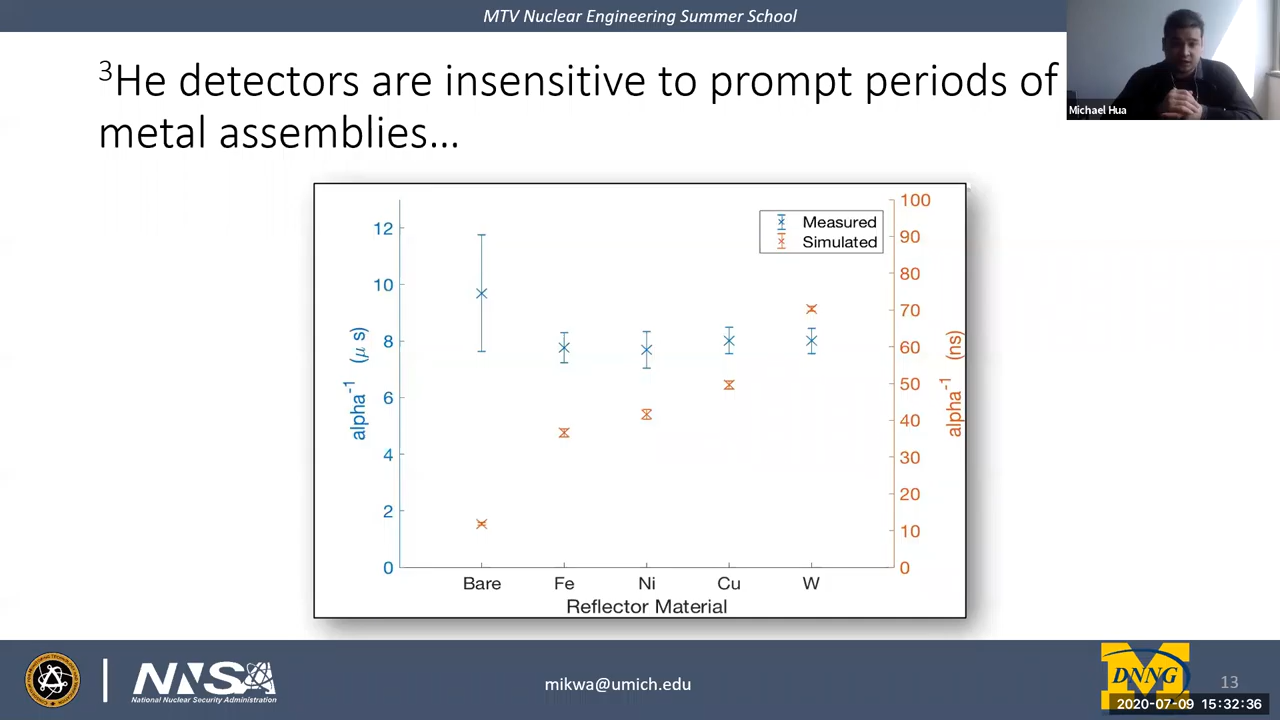 MTV Nuclear Engineering Summer School
³He detectors are insensitive to prompt periods of
metal assemblies…
Michael Hua
Measured
Simulated
12
10
8
6
4
2
0
alpha⁻¹ (μ s)
100
90
80
70
60
50
40
30
20
10
0
alpha⁻¹ (ns)
Bare Fe Ni Cu W
Reflector Material
NNSA
National Nuclear Security Administration
mikwa@umich.edu
M
DNNG
13
2020-07-09 15:32:36